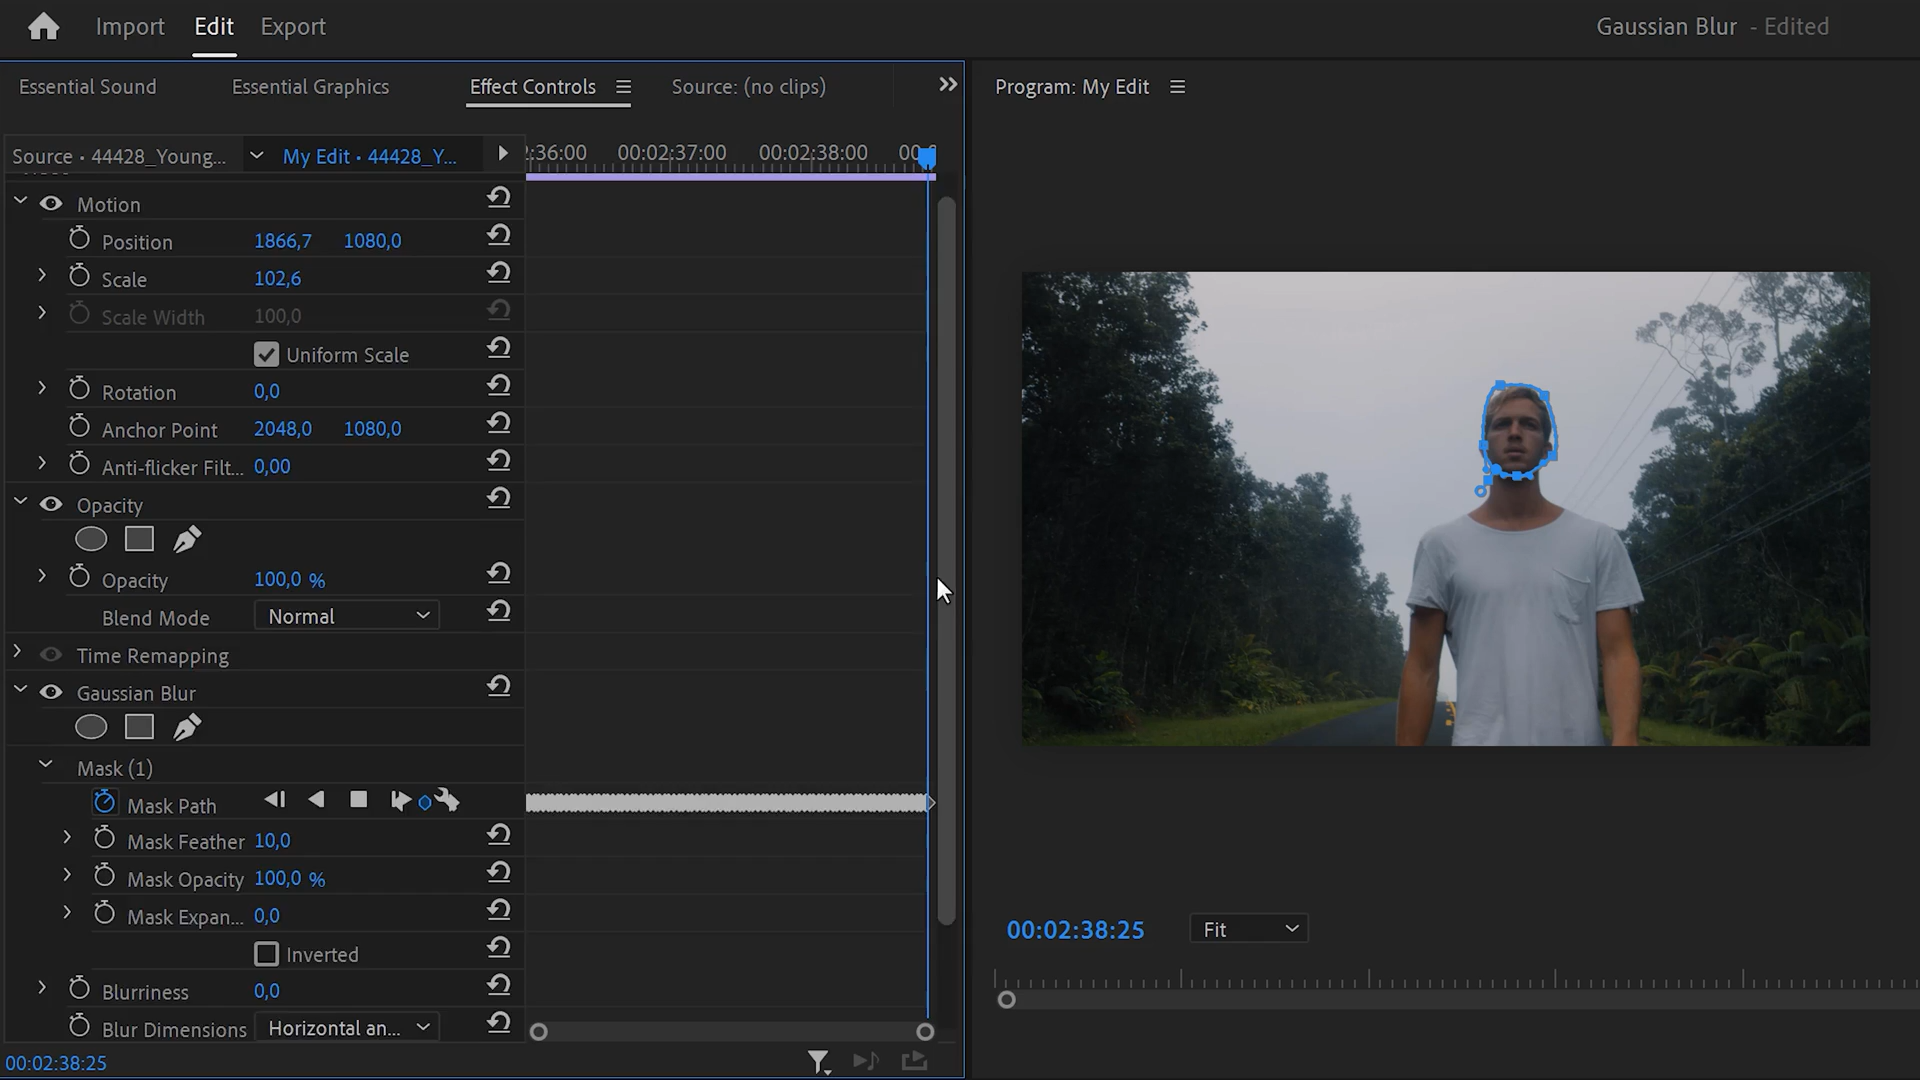 Import Edit Export Gaussian Blur - Edited
Essential Sound Essential Graphics Effect Controls Source: (no clips)
Program: My Edit
Source • 44428_Young... My Edit • 44428_Y...
:36:00 00:02:37:00 00:02:38:00
Motion
Position 1866,7 1080,0
Scale 102,6
Scale Width 100,0
Uniform Scale
Rotation 0,0
Anchor Point 2048,0 1080,0
Anti-flicker Filt... 0,00
Opacity
Opacity 100,0 %
Blend Mode Normal
Time Remapping
Gaussian Blur
Mask (1)
Mask Path
Mask Feather 10,0
Mask Opacity 100,0 %
Mask Expan... 0,0
Inverted
Blurriness 0,0
Blur Dimensions Horizontal an...
00:02:38:25
00:02:38:25 Fit